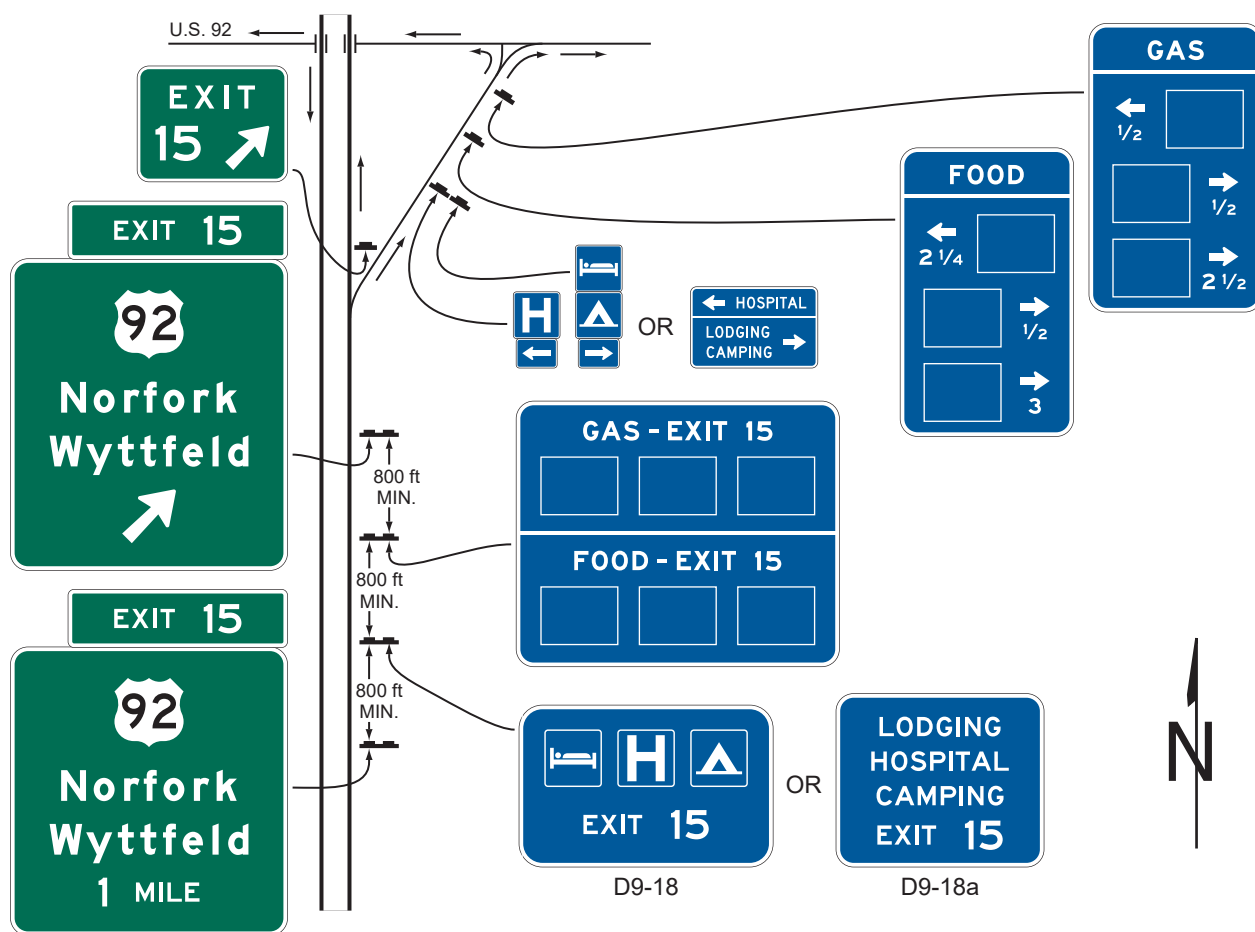 U.S. 92
EXIT
15
EXIT 15
92
Norfork
Wyttfeld
EXIT 15
92
Norfork
Wyttfeld
1 MILE
GAS
1/2
1/2
2 1/2
FOOD
2 1/4
1/2
3
H
OR
HOSPITAL
LODGING
CAMPING
800 ft
MIN.
800 ft
MIN.
800 ft
MIN.
GAS - EXIT 15
FOOD - EXIT 15
H
EXIT 15
D9-18
OR
LODGING
HOSPITAL
CAMPING
EXIT 15
D9-18a
N